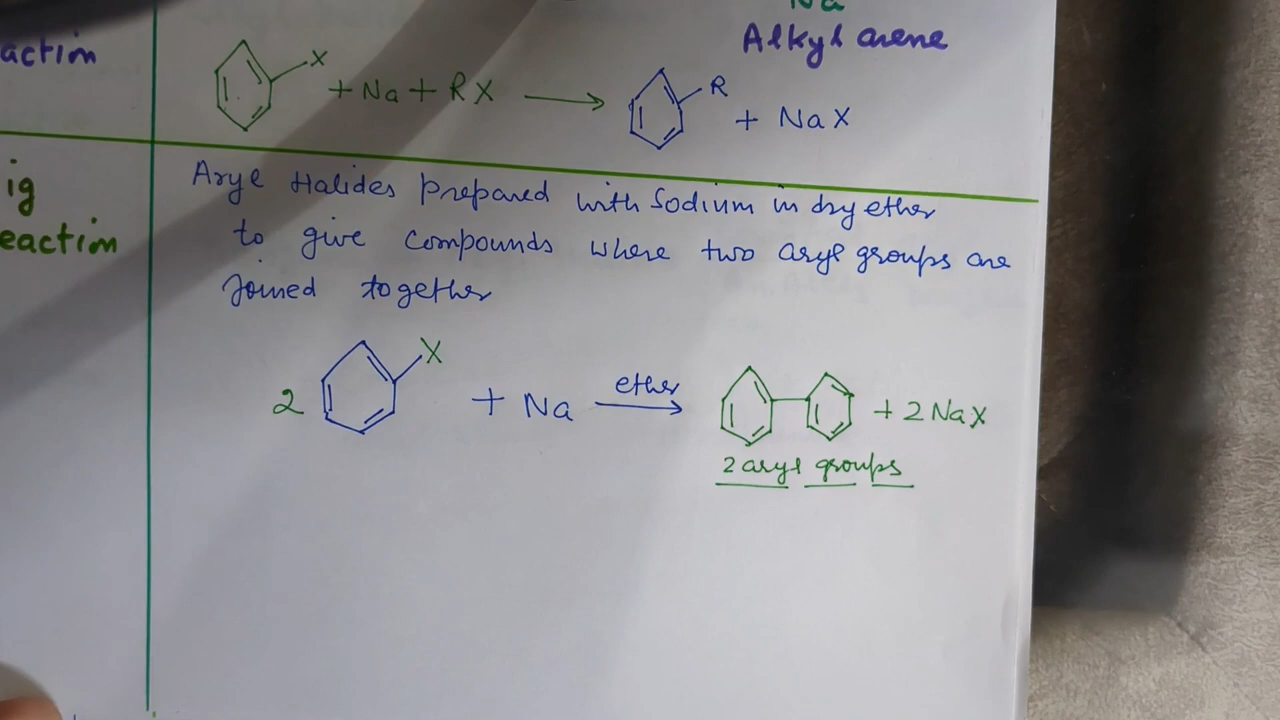 Na
Alkyl arene
action
X + Na + RX → R + NaX
ig
eaction
Arye Halides prepared with Sodium in dry ether
to give compounds where two aryl groups are
Joined together
2 X + Na ether → + 2 NaX
2 aryl groups